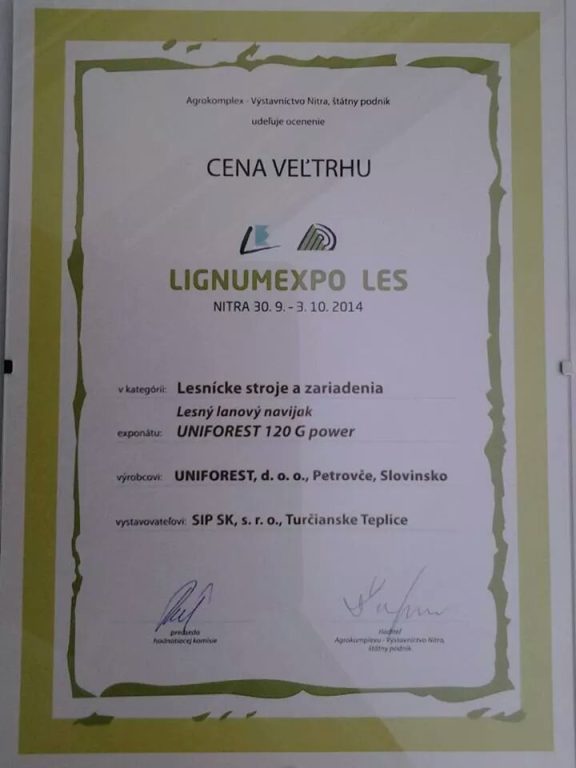 Agrokomplex - Výstavníctvo Nitra, štátny podnik
udeľuje ocenenie
CENA VEĽTRHU
LIGNUMEXPO LES
NITRA 30. 9. - 3. 10. 2014
v kategórii: Lesnícke stroje a zariadenia
Lesný lanový navijak
exponátu: UNIFOREST 120 G power
výrobcovi: UNIFOREST, d. o. o., Petrovče, Slovinsko
vystavovateľovi: SIP SK, s. r. o., Turčianske Teplice
predseda
hodnotiacej komisie
riaditeľ
Agrokomplexu - Výstavníctvo Nitra,
štátny podnik